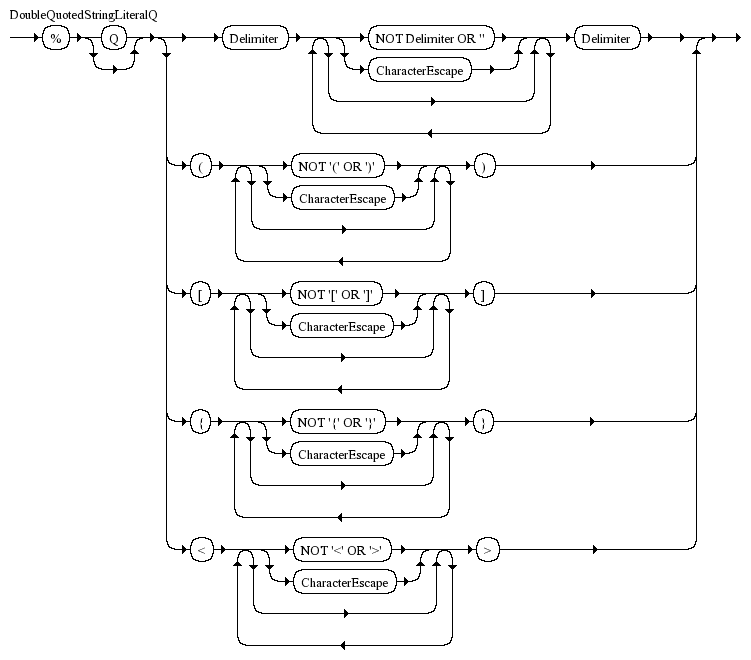 DoubleQuotedStringLiteralQ
% Q Delimiter NOT Delimiter OR '' Delimiter
CharacterEscape
( NOT '(' OR ')' )
CharacterEscape
[ NOT '[' OR ']' ]
CharacterEscape
{ NOT '{' OR '}' }
CharacterEscape
< NOT '<' OR '>' >
CharacterEscape